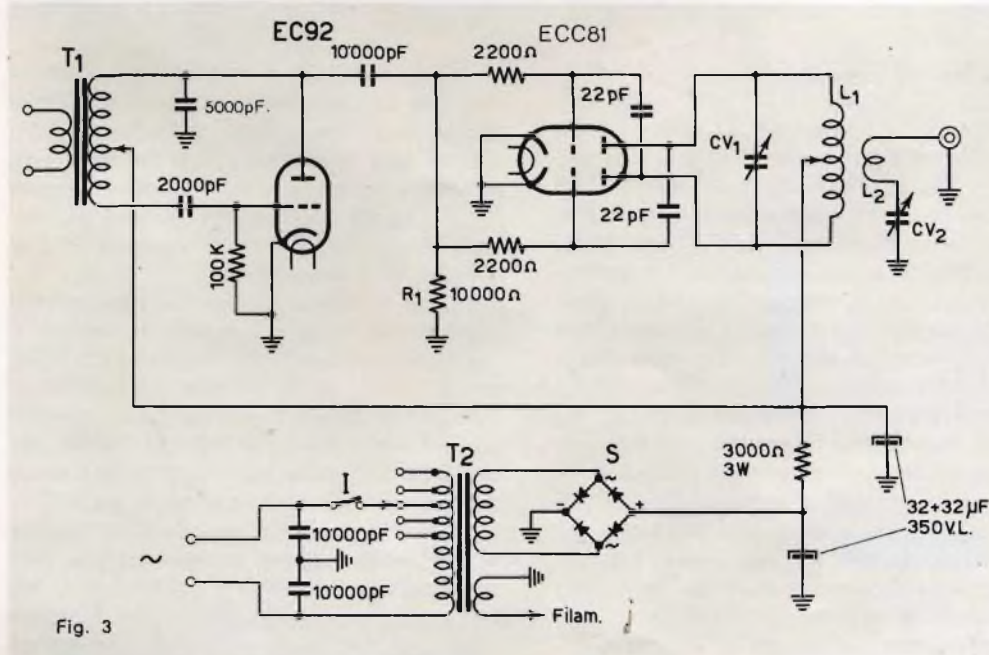 EC92
ECC81
T1
10'000pF
2200Ω
5000pF.
22pF
CV1
L1
L2
CV2
2000pF
22pF
100K
2200Ω
R1 10000Ω
3000Ω
3W
T2
S
I
~
-
+
~
10'000pF
10'000pF
~
32+32µF
350V.L.
Filam.
Fig. 3